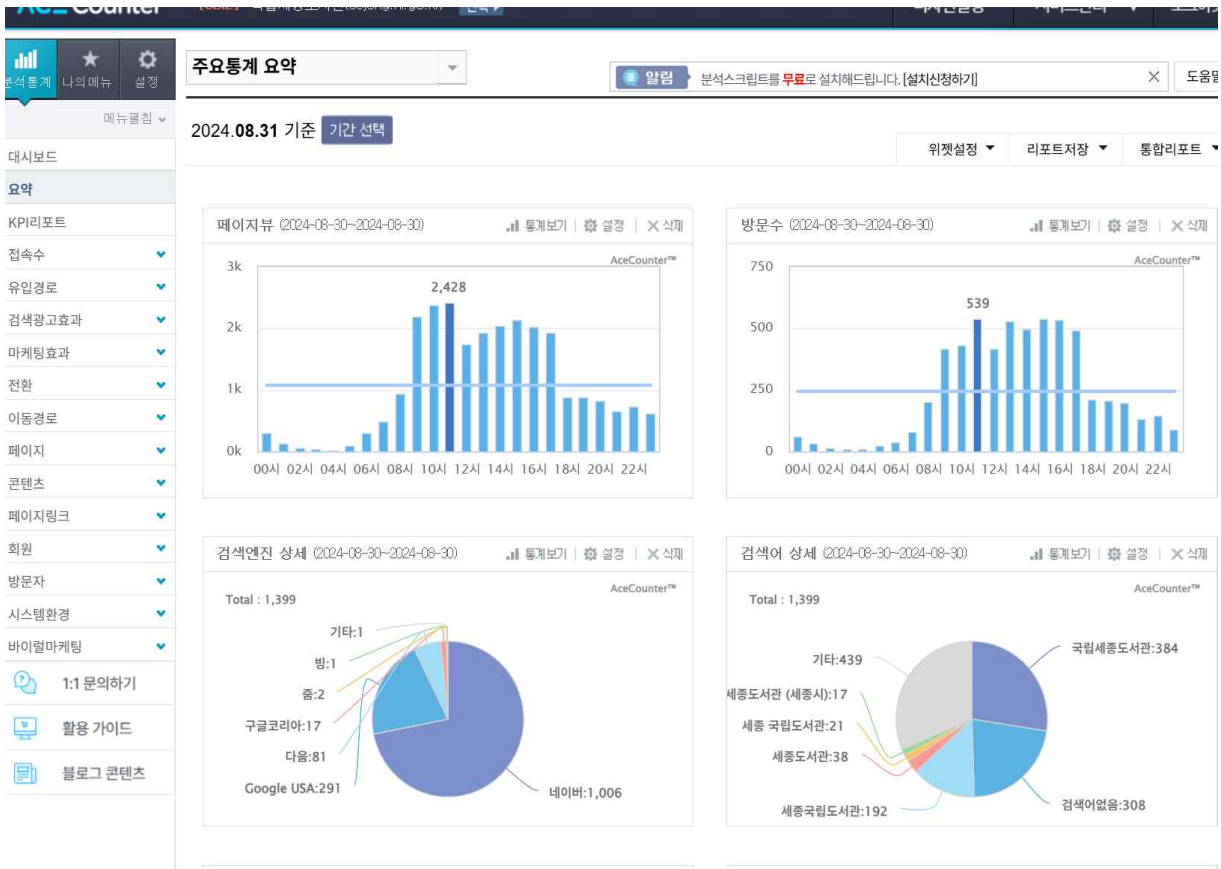 주요통계 요약
알림 분석스크립트를 무료로 설치해드립니다. [설치신청하기]
분석통계 나의메뉴 설정
메뉴펼침
2024.08.31 기준 기간 선택
위젯설정 리포트저장 통합리포트
대시보드
요약
KPI리포트
접속수
유입경로
검색광고효과
마케팅효과
전환
이동경로
페이지
콘텐츠
페이지링크
회원
방문자
시스템환경
바이럴마케팅
1:1 문의하기
활용 가이드
블로그 콘텐츠
페이지뷰 (2024-08-30~2024-08-30) 통계보기 설정 삭제
AceCounter™
3k
2,428
2k
1k
0k
00시 02시 04시 06시 08시 10시 12시 14시 16시 18시 20시 22시
방문수 (2024-08-30~2024-08-30) 통계보기 설정 삭제
AceCounter™
750
539
500
250
0
00시 02시 04시 06시 08시 10시 12시 14시 16시 18시 20시 22시
검색엔진 상세 (2024-08-30~2024-08-30) 통계보기 설정 삭제
AceCounter™
Total : 1,399
기타:1
빙:1
줌:2
구글코리아:17
다음:81
Google USA:291
네이버:1,006
검색어 상세 (2024-08-30~2024-08-30) 통계보기 설정 삭제
AceCounter™
Total : 1,399
국립세종도서관:384
기타:439
세종도서관 (세종시):17
세종 국립도서관:21
세종도서관:38
세종국립도서관:192
검색어없음:308